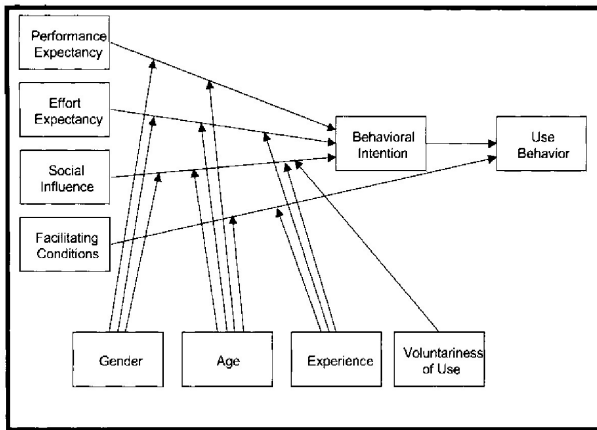 Performance
Expectancy
Effort
Expectancy
Social
Influence
Facilitating
Conditions
Behavioral
Intention
Use
Behavior
Gender
Age
Experience
Voluntariness
of Use